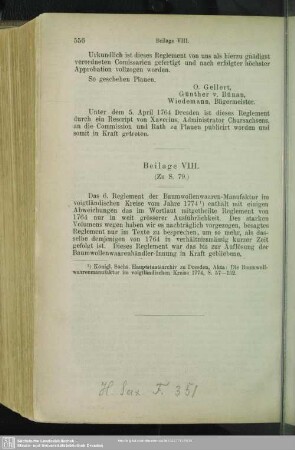 556 Beilage VIII.
Urkundlich ist dieses Reglement von uns als hierzu gnädigst
verordneten Comissarien gefertigt und nach erfolgter höchster
Approbation vollzogen worden.
So geschehen Plauen.
O. Gellert,
Günther v. Bünau,
Wiedemann, Bürgermeister.
Unter dem 5. April 1764 Dresden ist dieses Reglement
durch ein Rescript von Xaverius, Administrator Chursachsens,
an die Commission und Rath zu Plauen publicirt worden und
somit in Kraft getreten.
Beilage VIII.
(Zu S. 79.)
Das 6. Reglement der Baumwollenwaaren-Manufaktur im
voigtländischen Kreise vom Jahre 1774¹) enthält mit einigen
Abweichungen das im Wortlaut mitgetheilte Reglement von
1764 nur in weit grösserer Ausführlichkeit. Des starken
Volumens wegen haben wir es nachträglich vorgezogen, besagtes
Reglement nur im Texte zu besprechen, um so mehr, als das-
selbe demjenigen von 1764 in verhältnissmässig kurzer Zeit
gefolgt ist. Dieses Reglement war das bis zur Auflösung der
Baumwollenwaarenhändler-Innung in Kraft gebliebene.
¹) Königl. Sächs. Hauptstaatsarchiv zu Dresden, Akta: Die Baumwoll-
waarenmanufaktur im voigtländischen Kreise 1774, S. 57—
H. Sax. F. 351